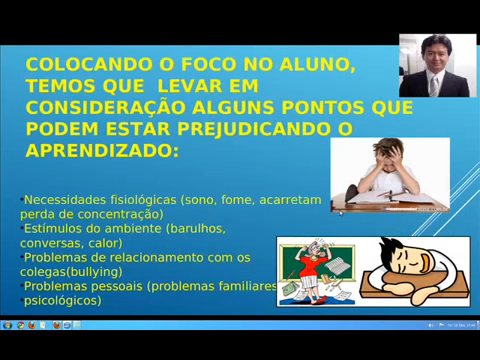 COLOCANDO O FOCO NO ALUNO,
TEMOS QUE LEVAR EM
CONSIDERAÇÃO ALGUNS PONTOS QUE
PODEM ESTAR PREJUDICANDO O
APRENDIZADO:
•Necessidades fisiológicas (sono, fome, acarretam
perda de concentração)
•Estímulos do ambiente (barulhos,
conversas, calor)
•Problemas de relacionamento com os
colegas(bullying)
•Problemas pessoais (problemas familiares
•psicológicos)